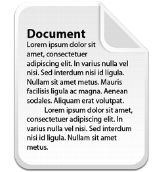 Document
Lorem ipsum dolor sit
amet, consectetuer
adipiscing elit. In varius nulla vel
nisi. Sed interdum nisi id ligula.
Nullam sit amet metus. Mauris
facilisis ligula ac magna. Aenean
sodales. Aliquam erat volutpat.
Lorem ipsum dolor sit amet,
consectetuer adipiscing elit. In
varius nulla vel nisi. Sed interdum
nisi id ligula. Nullam sit amet
metus.